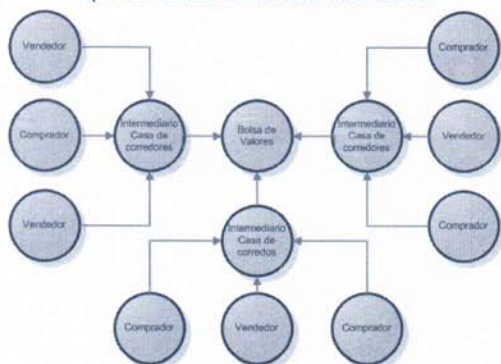 Vendedor
Comprador
Intermediario
Casa de
corredores
Bolsa de
Valores
Intermediario
Casa de
corredores
Comprador
Vendedor
Vendedor
Comprador
Intermediario
Casa de
corredos
Comprador
Vendedor
Comprador